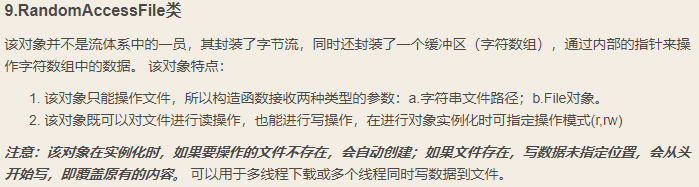 9.RandomAccessFile类
该对象并不是流体系中的一员，其封装了字节流，同时还封装了一个缓冲区（字符数组），通过内部的指针来操
作字符数组中的数据。 该对象特点：
1. 该对象只能操作文件，所以构造函数接收两种类型的参数：a.字符串文件路径；b.File对象。
2. 该对象既可以对文件进行读操作，也能进行写操作，在进行对象实例化时可指定操作模式(r,rw)
注意：该对象在实例化时，如果要操作的文件不存在，会自动创建；如果文件存在，写数据未指定位置，会从头
开始写，即覆盖原有的内容。 可以用于多线程下载或多个线程同时写数据到文件。